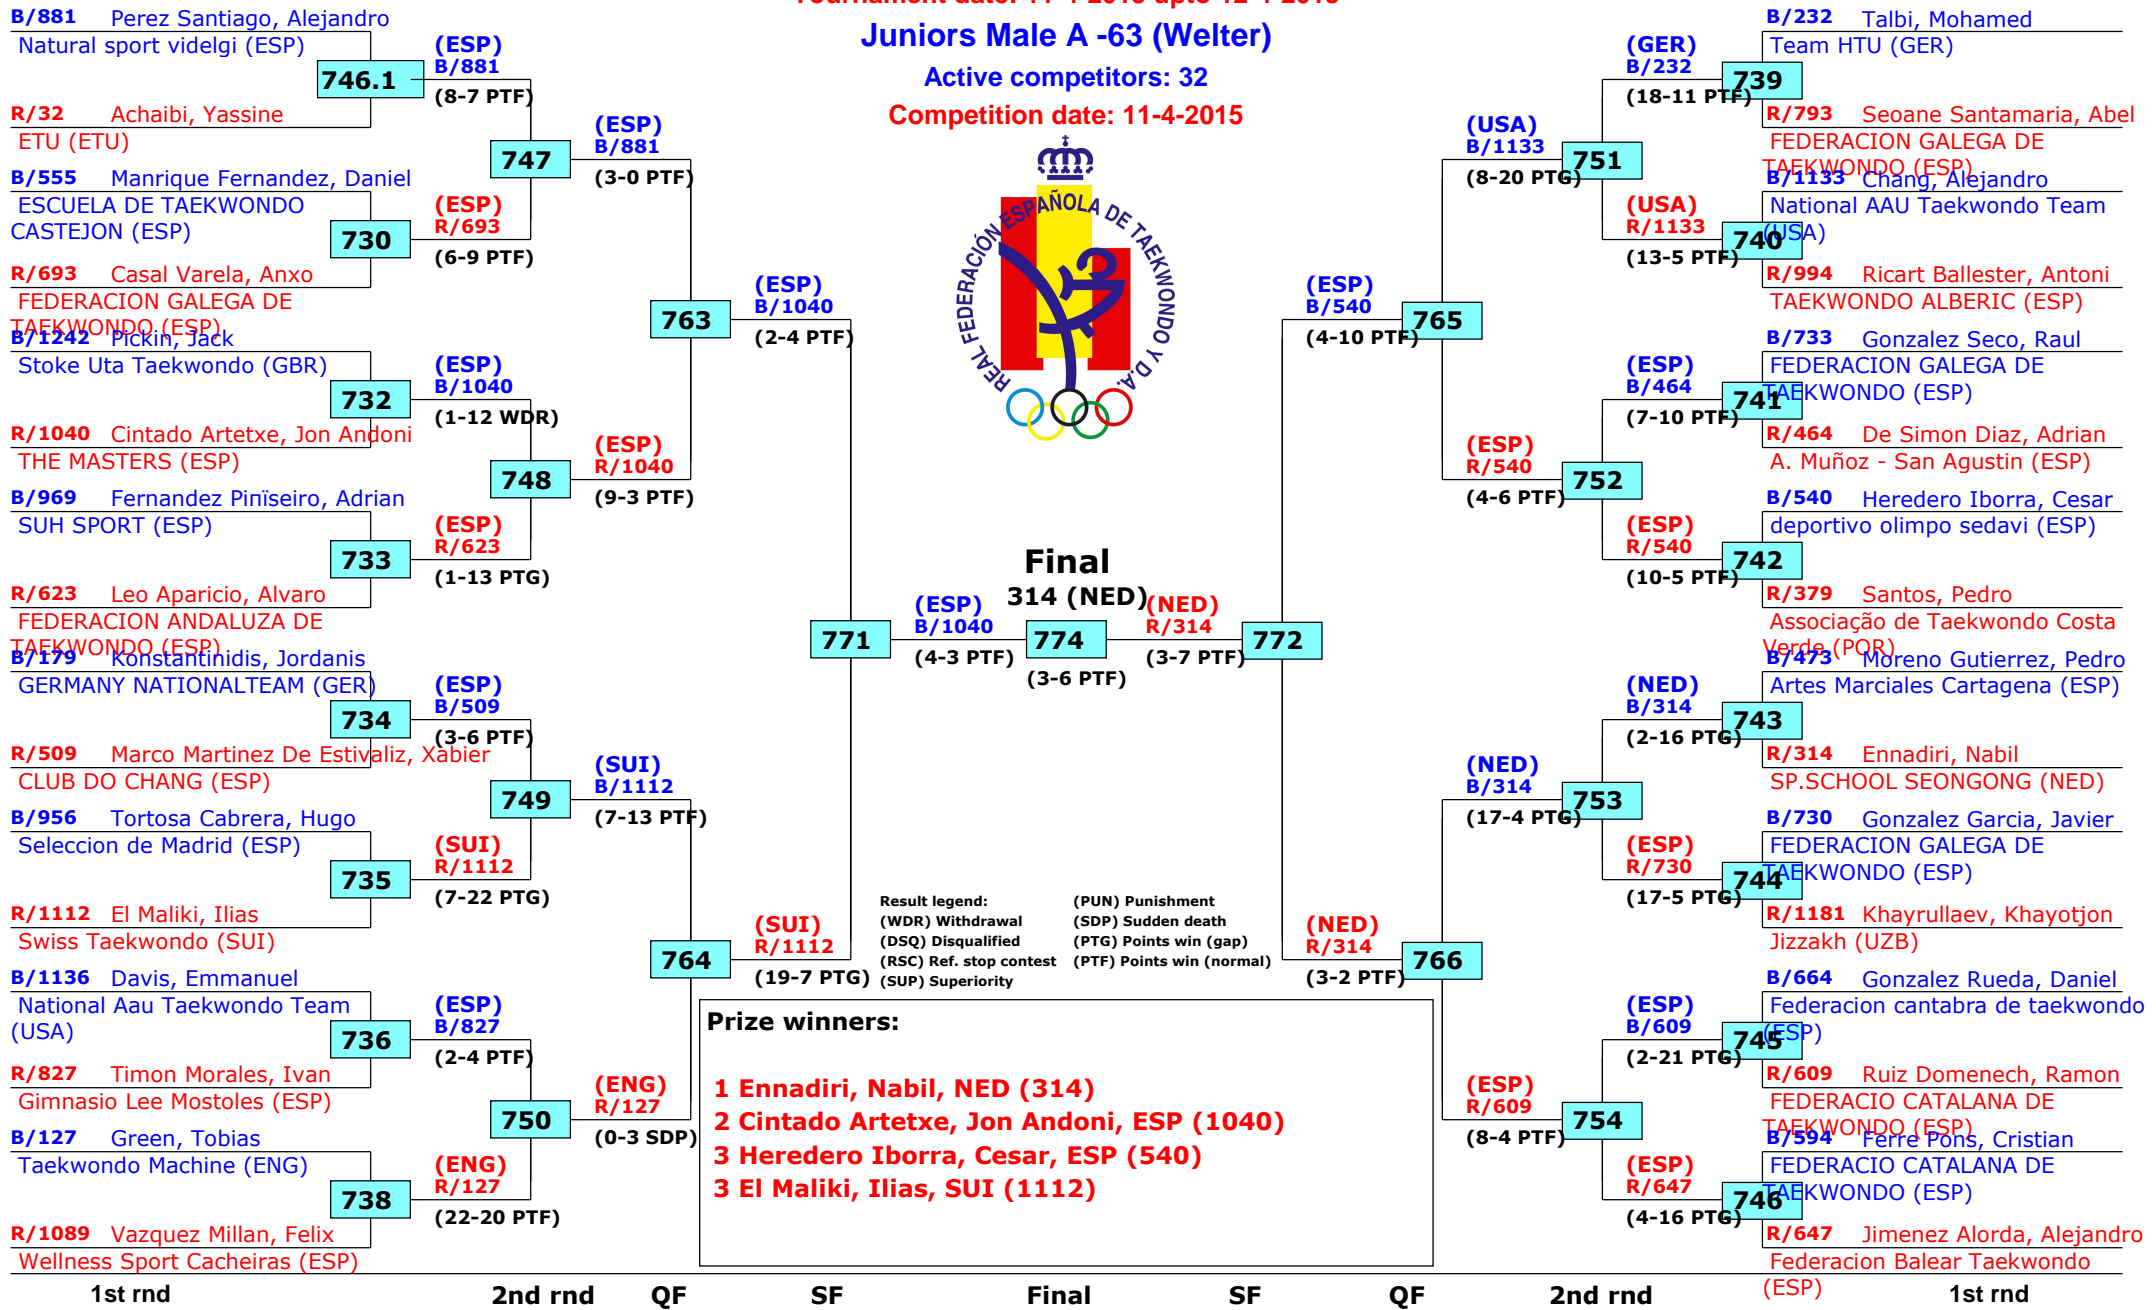 Tournament date: 11-4-2015 upto 12-4-2015
Juniors Male A -63 (Welter)
Active competitors: 32
Competition date: 11-4-2015
REAL FEDERACIÓN ESPAÑOLA DE TAEKWONDO Y D.A.
B/881 Perez Santiago, Alejandro
Natural sport videlgi (ESP)
746.1
R/32 Achaibi, Yassine
ETU (ETU)
B/555 Manrique Fernandez, Daniel
ESCUELA DE TAEKWONDO
CASTEJON (ESP)
730
R/693 Casal Varela, Anxo
FEDERACION GALEGA DE
TAEKWONDO (ESP)
B/1242 Pickin, Jack
Stoke Uta Taekwondo (GBR)
732
R/1040 Cintado Artetxe, Jon Andoni
THE MASTERS (ESP)
B/969 Fernandez Pinïseiro, Adrian
SUH SPORT (ESP)
733
R/623 Leo Aparicio, Alvaro
FEDERACION ANDALUZA DE
TAEKWONDO (ESP)
B/179 Konstantinidis, Jordanis
GERMANY NATIONALTEAM (GER)
734
R/509 Marco Martinez De Estivaliz, Xabier
CLUB DO CHANG (ESP)
B/956 Tortosa Cabrera, Hugo
Seleccion de Madrid (ESP)
735
R/1112 El Maliki, Ilias
Swiss Taekwondo (SUI)
B/1136 Davis, Emmanuel
National Aau Taekwondo Team
(USA)
736
R/827 Timon Morales, Ivan
Gimnasio Lee Mostoles (ESP)
B/127 Green, Tobias
Taekwondo Machine (ENG)
738
R/1089 Vazquez Millan, Felix
Wellness Sport Cacheiras (ESP)
(ESP)
B/881
(8-7 PTF)
747
(ESP)
R/693
(6-9 PTF)
(ESP)
B/1040
(1-12 WDR)
748
(ESP)
R/623
(1-13 PTG)
(ESP)
B/509
(3-6 PTF)
749
(SUI)
R/1112
(7-22 PTG)
(ESP)
B/827
(2-4 PTF)
750
(ENG)
R/127
(22-20 PTF)
(ESP)
B/881
(3-0 PTF)
763
(ESP)
R/1040
(9-3 PTF)
(SUI)
B/1112
(7-13 PTF)
764
(ENG)
R/127
(0-3 SDP)
(ESP)
B/1040
(2-4 PTF)
771
(SUI)
R/1112
(19-7 PTG)
(ESP)
B/1040
(4-3 PTF)
Final
314 (NED)
774
(3-6 PTF)
(NED)
R/314
(3-7 PTF)
772
(ESP)
B/540
(4-10 PTF)
765
(NED)
R/314
(3-2 PTF)
766
(USA)
B/1133
(8-20 PTG)
751
(ESP)
R/540
(4-6 PTF)
752
(NED)
B/314
(17-4 PTG)
753
(ESP)
R/609
(8-4 PTF)
754
(GER)
B/232
(18-11 PTF)
739
(USA)
R/1133
(13-5 PTF)
740
(ESP)
B/464
(7-10 PTF)
741
(ESP)
R/540
(10-5 PTF)
742
(NED)
B/314
(2-16 PTG)
743
(ESP)
R/730
(17-5 PTG)
744
(ESP)
B/609
(2-21 PTG)
745
(ESP)
R/647
(4-16 PTG)
746
B/232 Talbi, Mohamed
Team HTU (GER)
R/793 Seoane Santamaria, Abel
FEDERACION GALEGA DE
TAEKWONDO (ESP)
B/1133 Chang, Alejandro
National AAU Taekwondo Team
(USA)
R/994 Ricart Ballester, Antoni
TAEKWONDO ALBERIC (ESP)
B/733 Gonzalez Seco, Raul
FEDERACION GALEGA DE
TAEKWONDO (ESP)
R/464 De Simon Diaz, Adrian
A. Muñoz - San Agustin (ESP)
B/540 Heredero Iborra, Cesar
deportivo olimpo sedavi (ESP)
R/379 Santos, Pedro
Associação de Taekwondo Costa
Verde (POR)
B/473 Moreno Gutierrez, Pedro
Artes Marciales Cartagena (ESP)
R/314 Ennadiri, Nabil
SP.SCHOOL SEONGONG (NED)
B/730 Gonzalez Garcia, Javier
FEDERACION GALEGA DE
TAEKWONDO (ESP)
R/1181 Khayrullaev, Khayotjon
Jizzakh (UZB)
B/664 Gonzalez Rueda, Daniel
Federacion cantabra de taekwondo
(ESP)
R/609 Ruiz Domenech, Ramon
FEDERACIO CATALANA DE
TAEKWONDO (ESP)
B/594 Ferre Pons, Cristian
FEDERACIO CATALANA DE
TAEKWONDO (ESP)
R/647 Jimenez Alorda, Alejandro
Federacion Balear Taekwondo
(ESP)
Result legend: (PUN) Punishment
(WDR) Withdrawal (SDP) Sudden death
(DSQ) Disqualified (PTG) Points win (gap)
(RSC) Ref. stop contest (PTF) Points win (normal)
(SUP) Superiority
Prize winners:
1 Ennadiri, Nabil, NED (314)
2 Cintado Artetxe, Jon Andoni, ESP (1040)
3 Heredero Iborra, Cesar, ESP (540)
3 El Maliki, Ilias, SUI (1112)
1st rnd 2nd rnd QF SF Final SF QF 2nd rnd 1st rnd